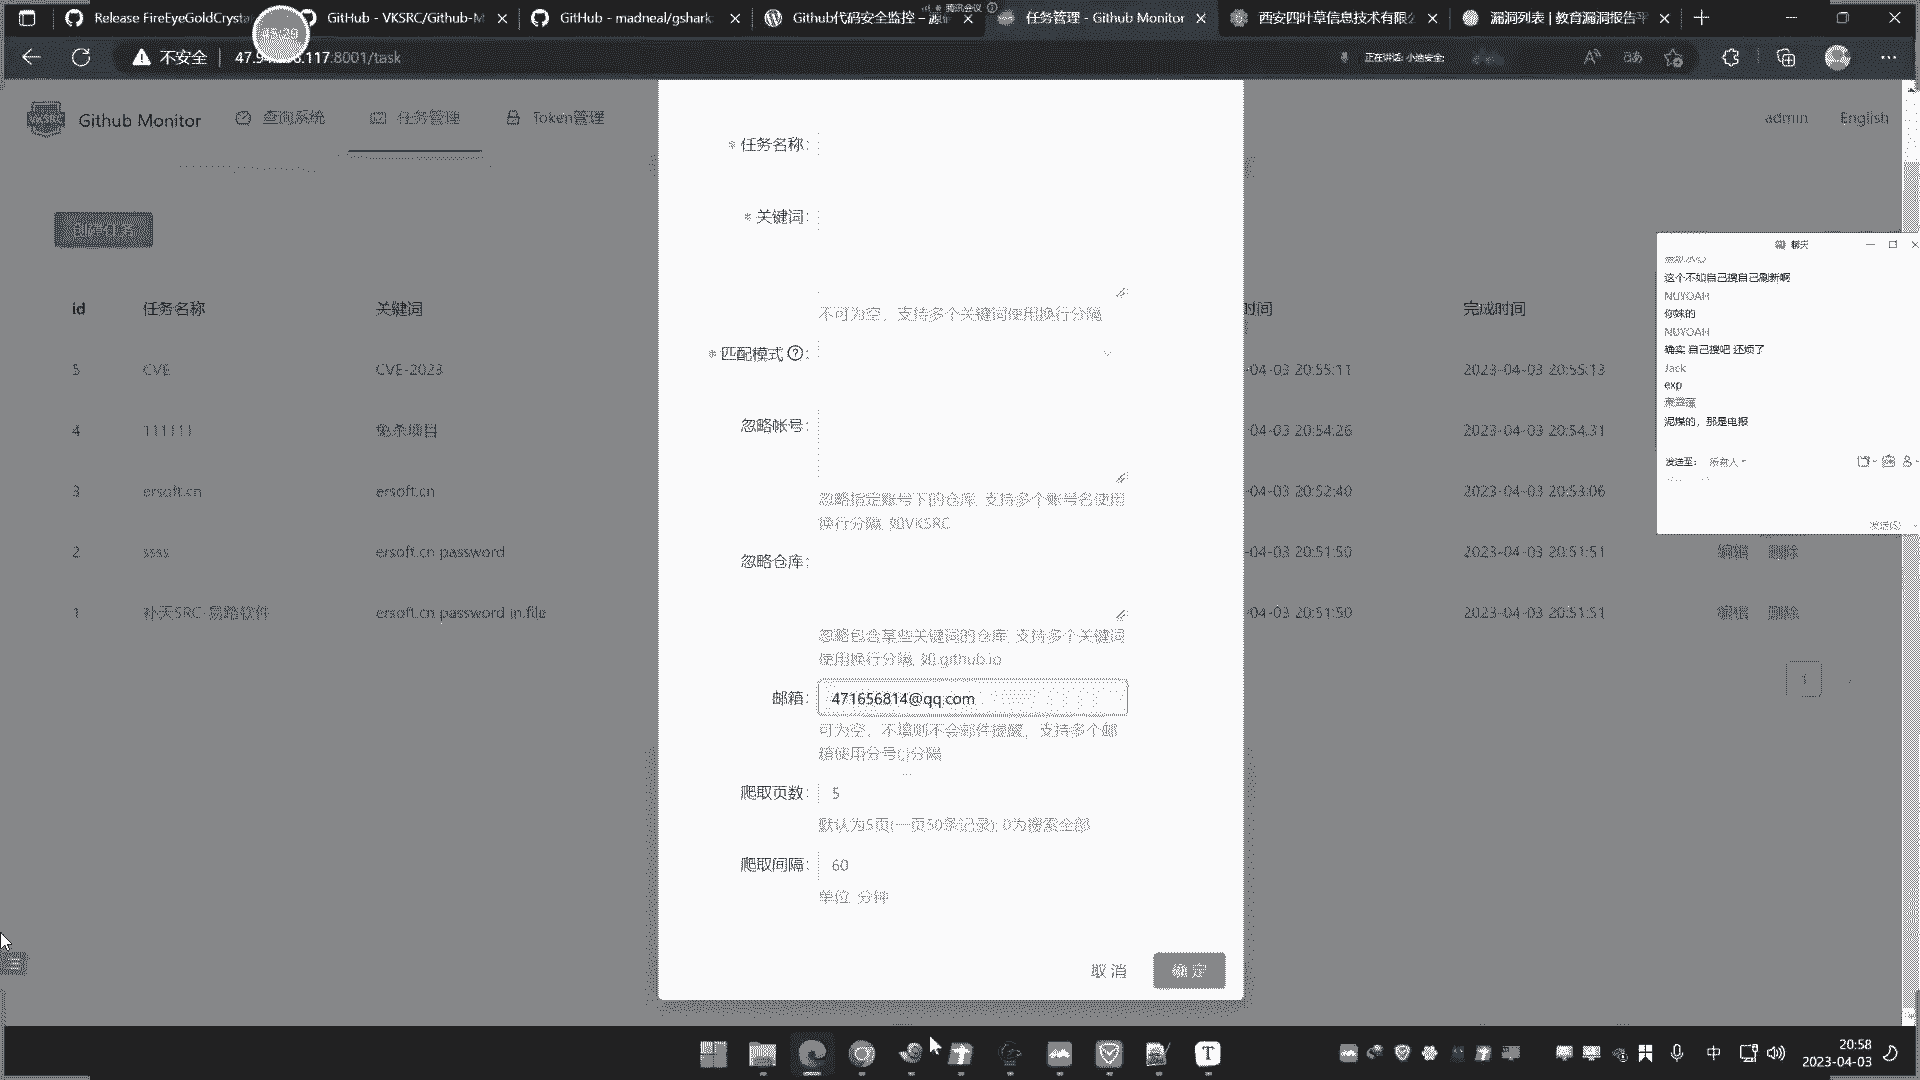 Release FireEyeGoldCrysta
GitHub - VKSRC/Github-M
GitHub - madneal/gshark
Github代码安全监控 – 源
任务管理 - Github Monitor
西安四叶草信息技术有限公
漏洞列表 | 教育漏洞报告平
腾讯会议
不安全
117:8001/task
正在讲话: 小迪安全;
Github Monitor
查询系统
任务管理
Token管理
admin
English
创建任务
id
任务名称
关键词
时间
完成时间
5
CVE
CVE-2023
-04-03 20:55:11
2023-04-03 20:55:13
4
111111
免杀项目
-04-03 20:54:26
2023-04-03 20:54:31
3
ersoft.cn
ersoft.cn
-04-03 20:52:40
2023-04-03 20:53:06
2
ssss
ersoft.cn password
-04-03 20:51:50
2023-04-03 20:51:51
编辑
删除
1
补天SRC-易路软件
ersoft.cn password in:file
-04-03 20:51:50
2023-04-03 20:51:51
编辑
删除
1
* 任务名称:
* 关键词:
不可为空，支持多个关键词使用换行分隔
* 匹配模式 :
忽略帐号:
忽略指定账号下的仓库, 支持多个账号名使用
换行分隔, 如VKSRC
忽略仓库:
忽略包含某些关键词的仓库, 支持多个关键词
使用换行分隔, 如.github.io
邮箱:
471656814@qq.com
可为空，不填则不会邮件提醒，支持多个邮
箱使用分号(;)分隔
爬取页数:
5
默认为5页(一页50条记录); 0为搜索全部
爬取间隔:
60
单位: 分钟
取 消
确 定
聊天
这个不如自己搜自己刷新啊
NUYOAH
你妹的
NUYOAH
确实 自己搜吧 还烦了
Jack
exp
泥煤的，那是电报
发送至:
所有人
发送(S)
中
20:58
2023-04-03